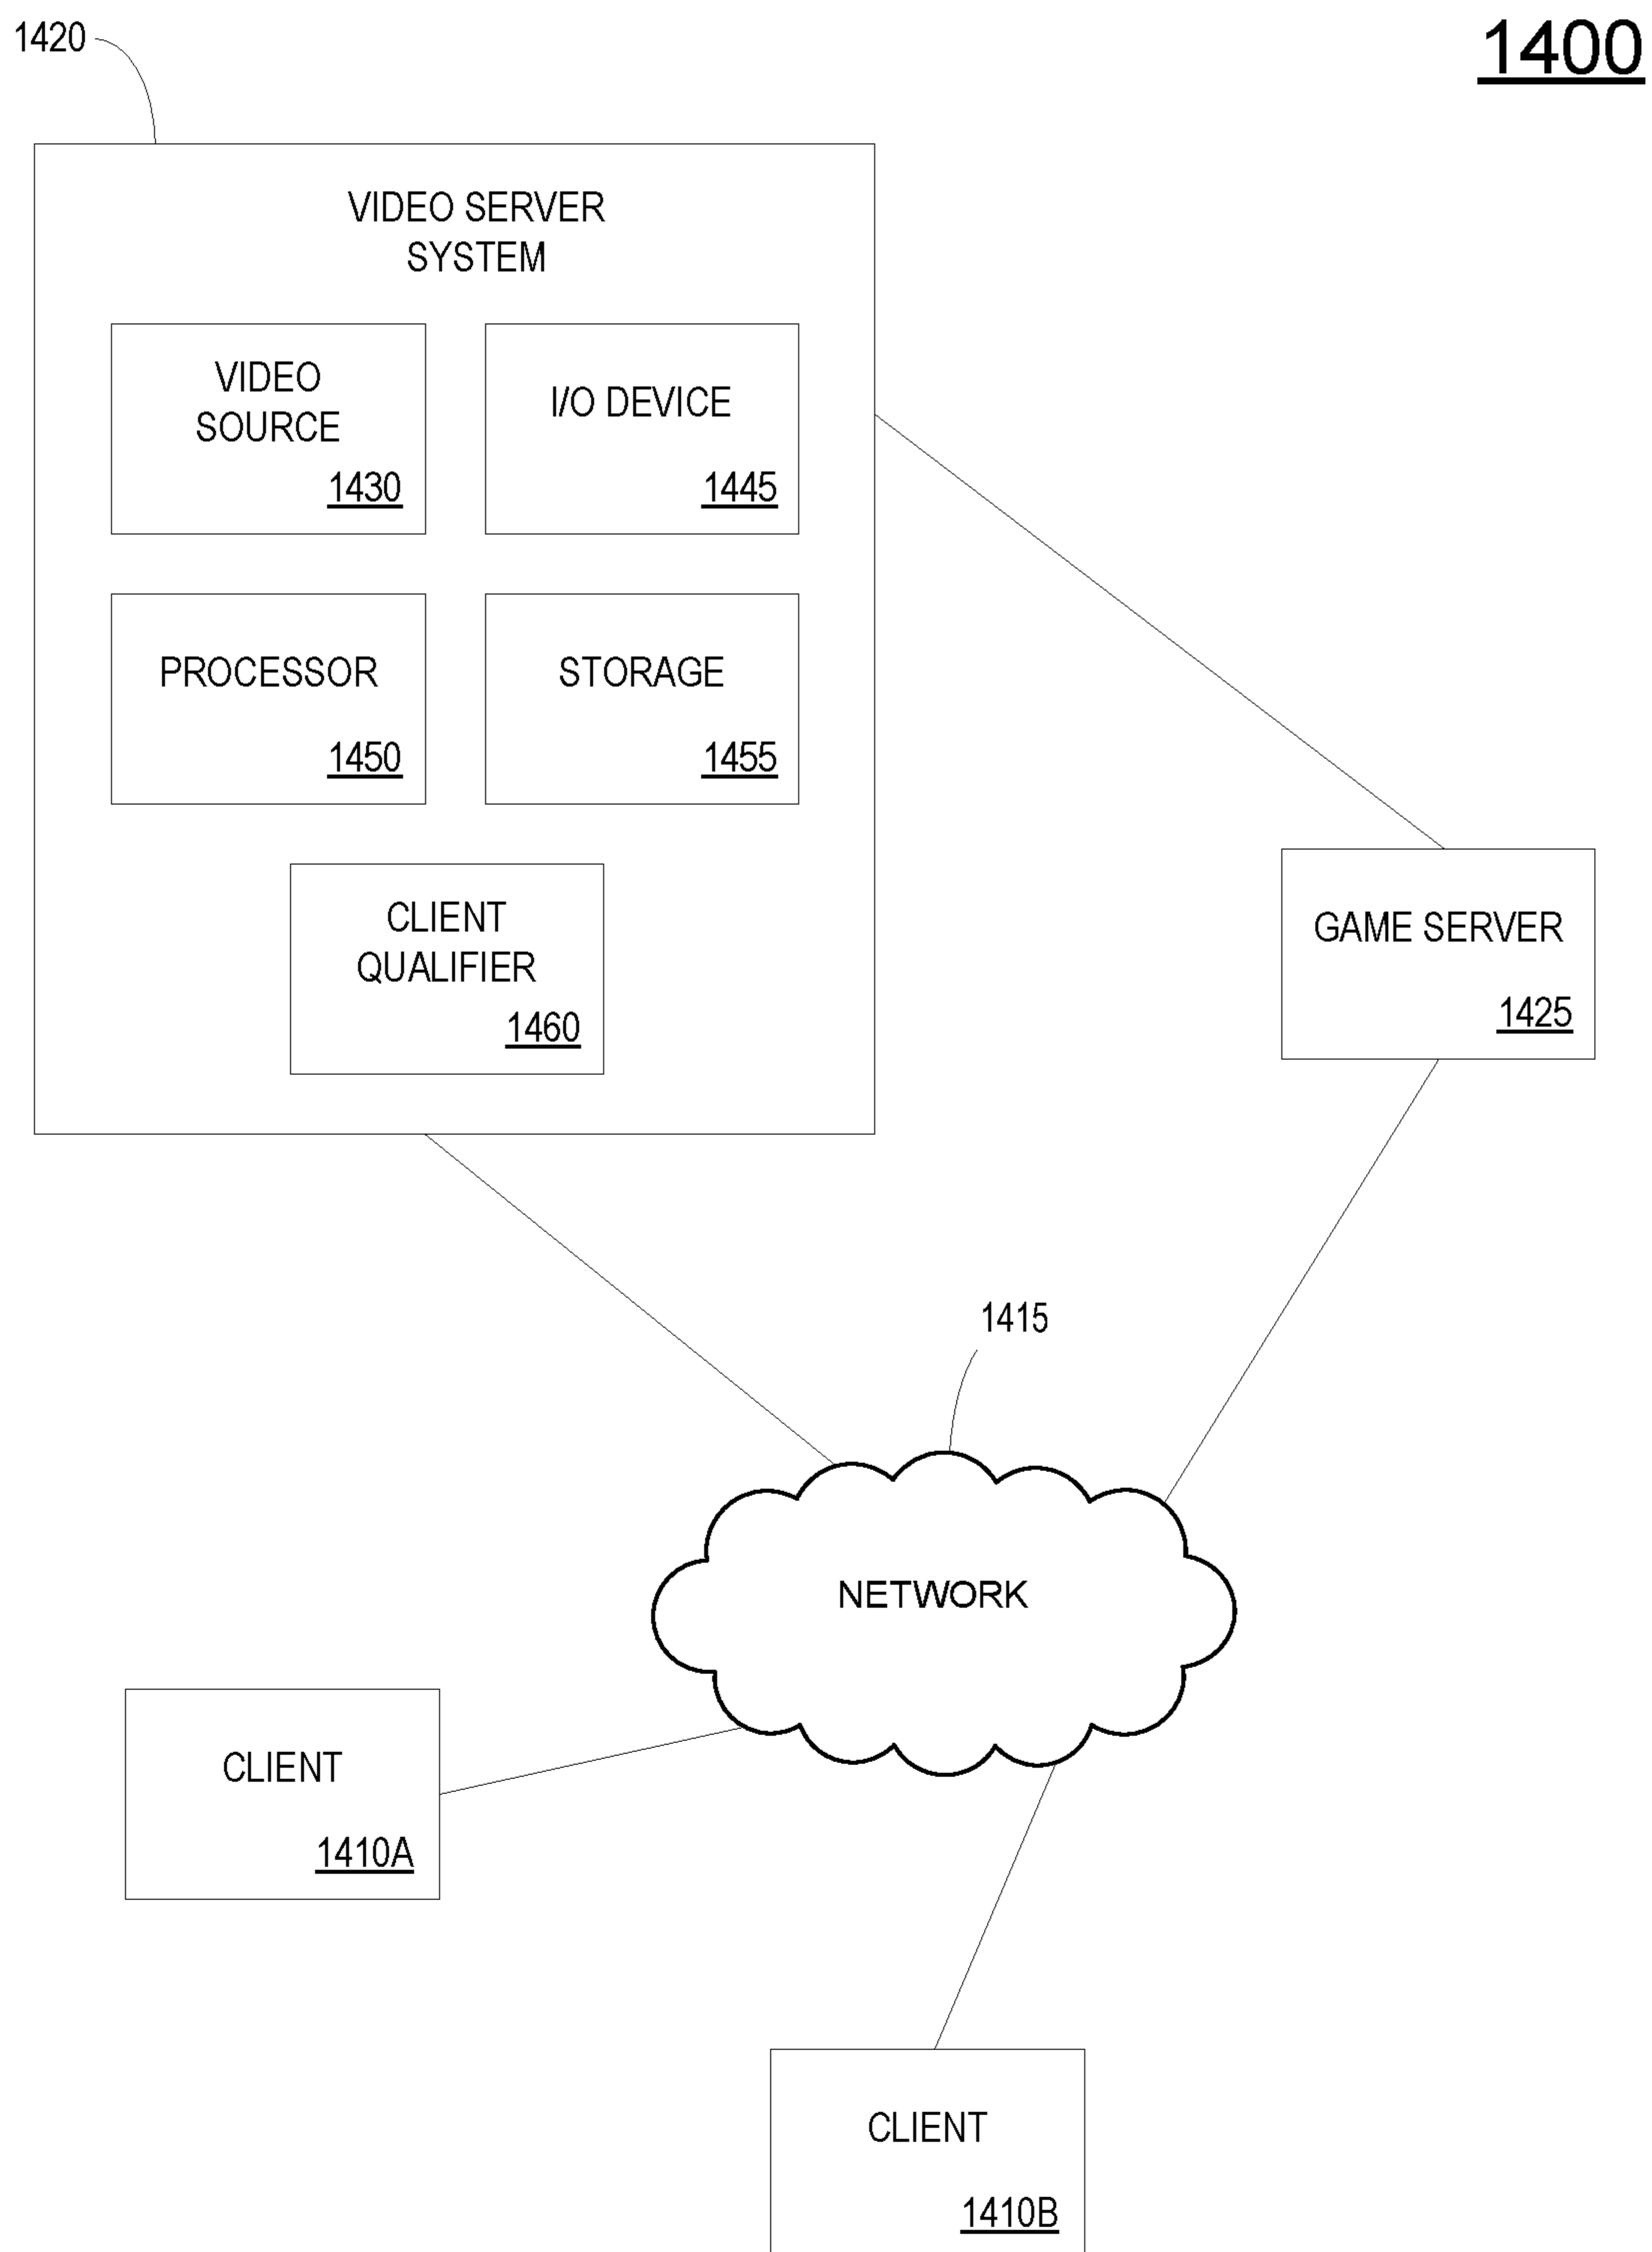 1420
1400
VIDEO SERVER
SYSTEM
VIDEO
SOURCE
1430
I/O DEVICE
1445
PROCESSOR
1450
STORAGE
1455
CLIENT
QUALIFIER
1460
GAME SERVER
1425
1415
NETWORK
CLIENT
1410A
CLIENT
1410B